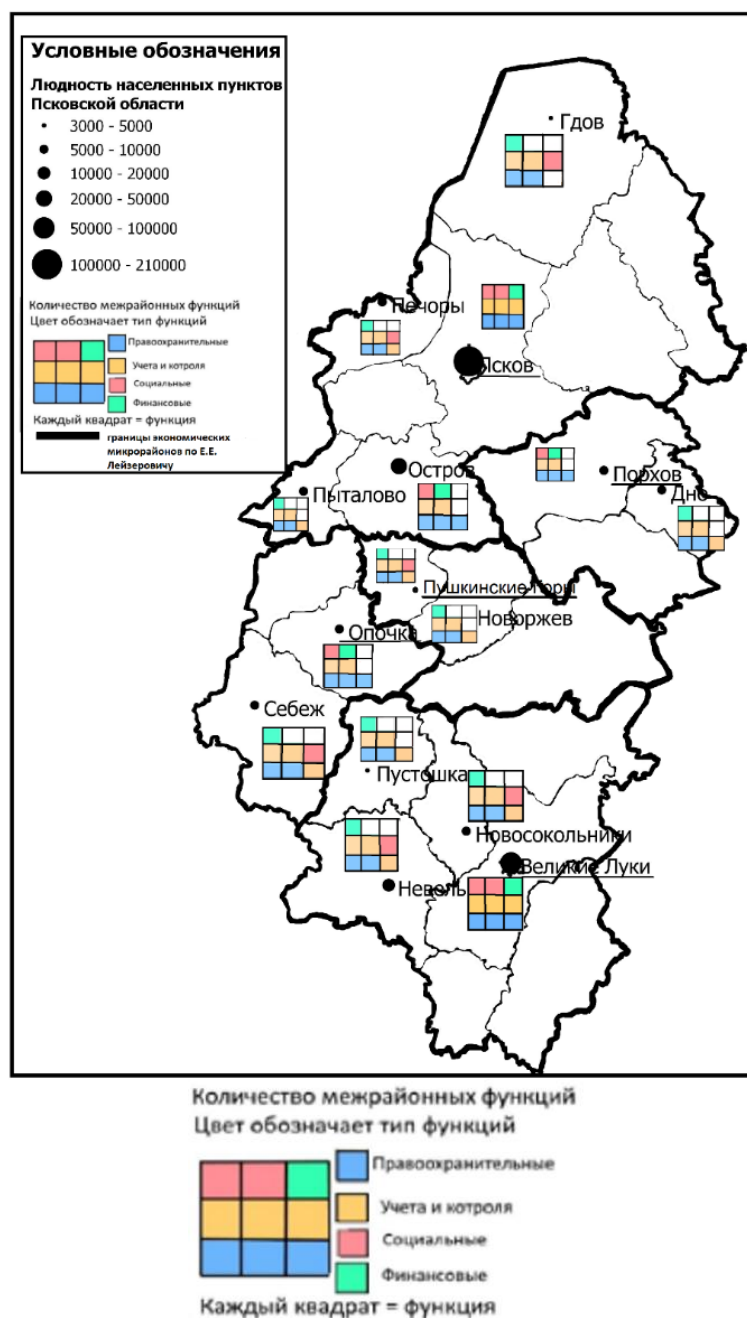 Условные обозначения
Людность населенных пунктов
Псковской области
3000 - 5000
5000 - 10000
10000 - 20000
20000 - 50000
50000 - 100000
100000 - 210000
Количество межрайонных функций
Цвет обозначает тип функций
Правоохранительные
Учета и котроля
Социальные
Финансовые
Каждый квадрат = функция
границы экономических
микрорайонов по Е.Е.
Лейзеровичу
Гдов
Печоры
Псков
Остров
Порхов
Пыталово
Дно
Пушкинские Горы
Новоржев
Опочка
Себеж
Пустошка
Новосокольники
Великие Луки
Невель
Количество межрайонных функций
Цвет обозначает тип функций
Правоохранительные
Учета и котроля
Социальные
Финансовые
Каждый квадрат = функция